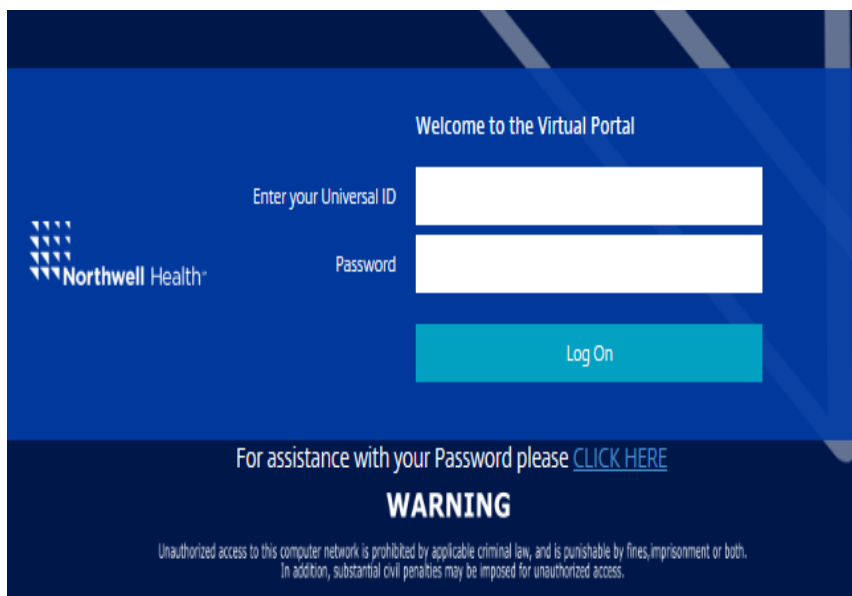 Welcome to the Virtual Portal
Enter your Universal ID
Password
Northwell Health℠
Log On
For assistance with your Password please CLICK HERE
WARNING
Unauthorized access to this computer network is prohibited by applicable criminal law, and is punishable by fines,imprisonment or both.
In addition, substantial civil penalties may be imposed for unauthorized access.